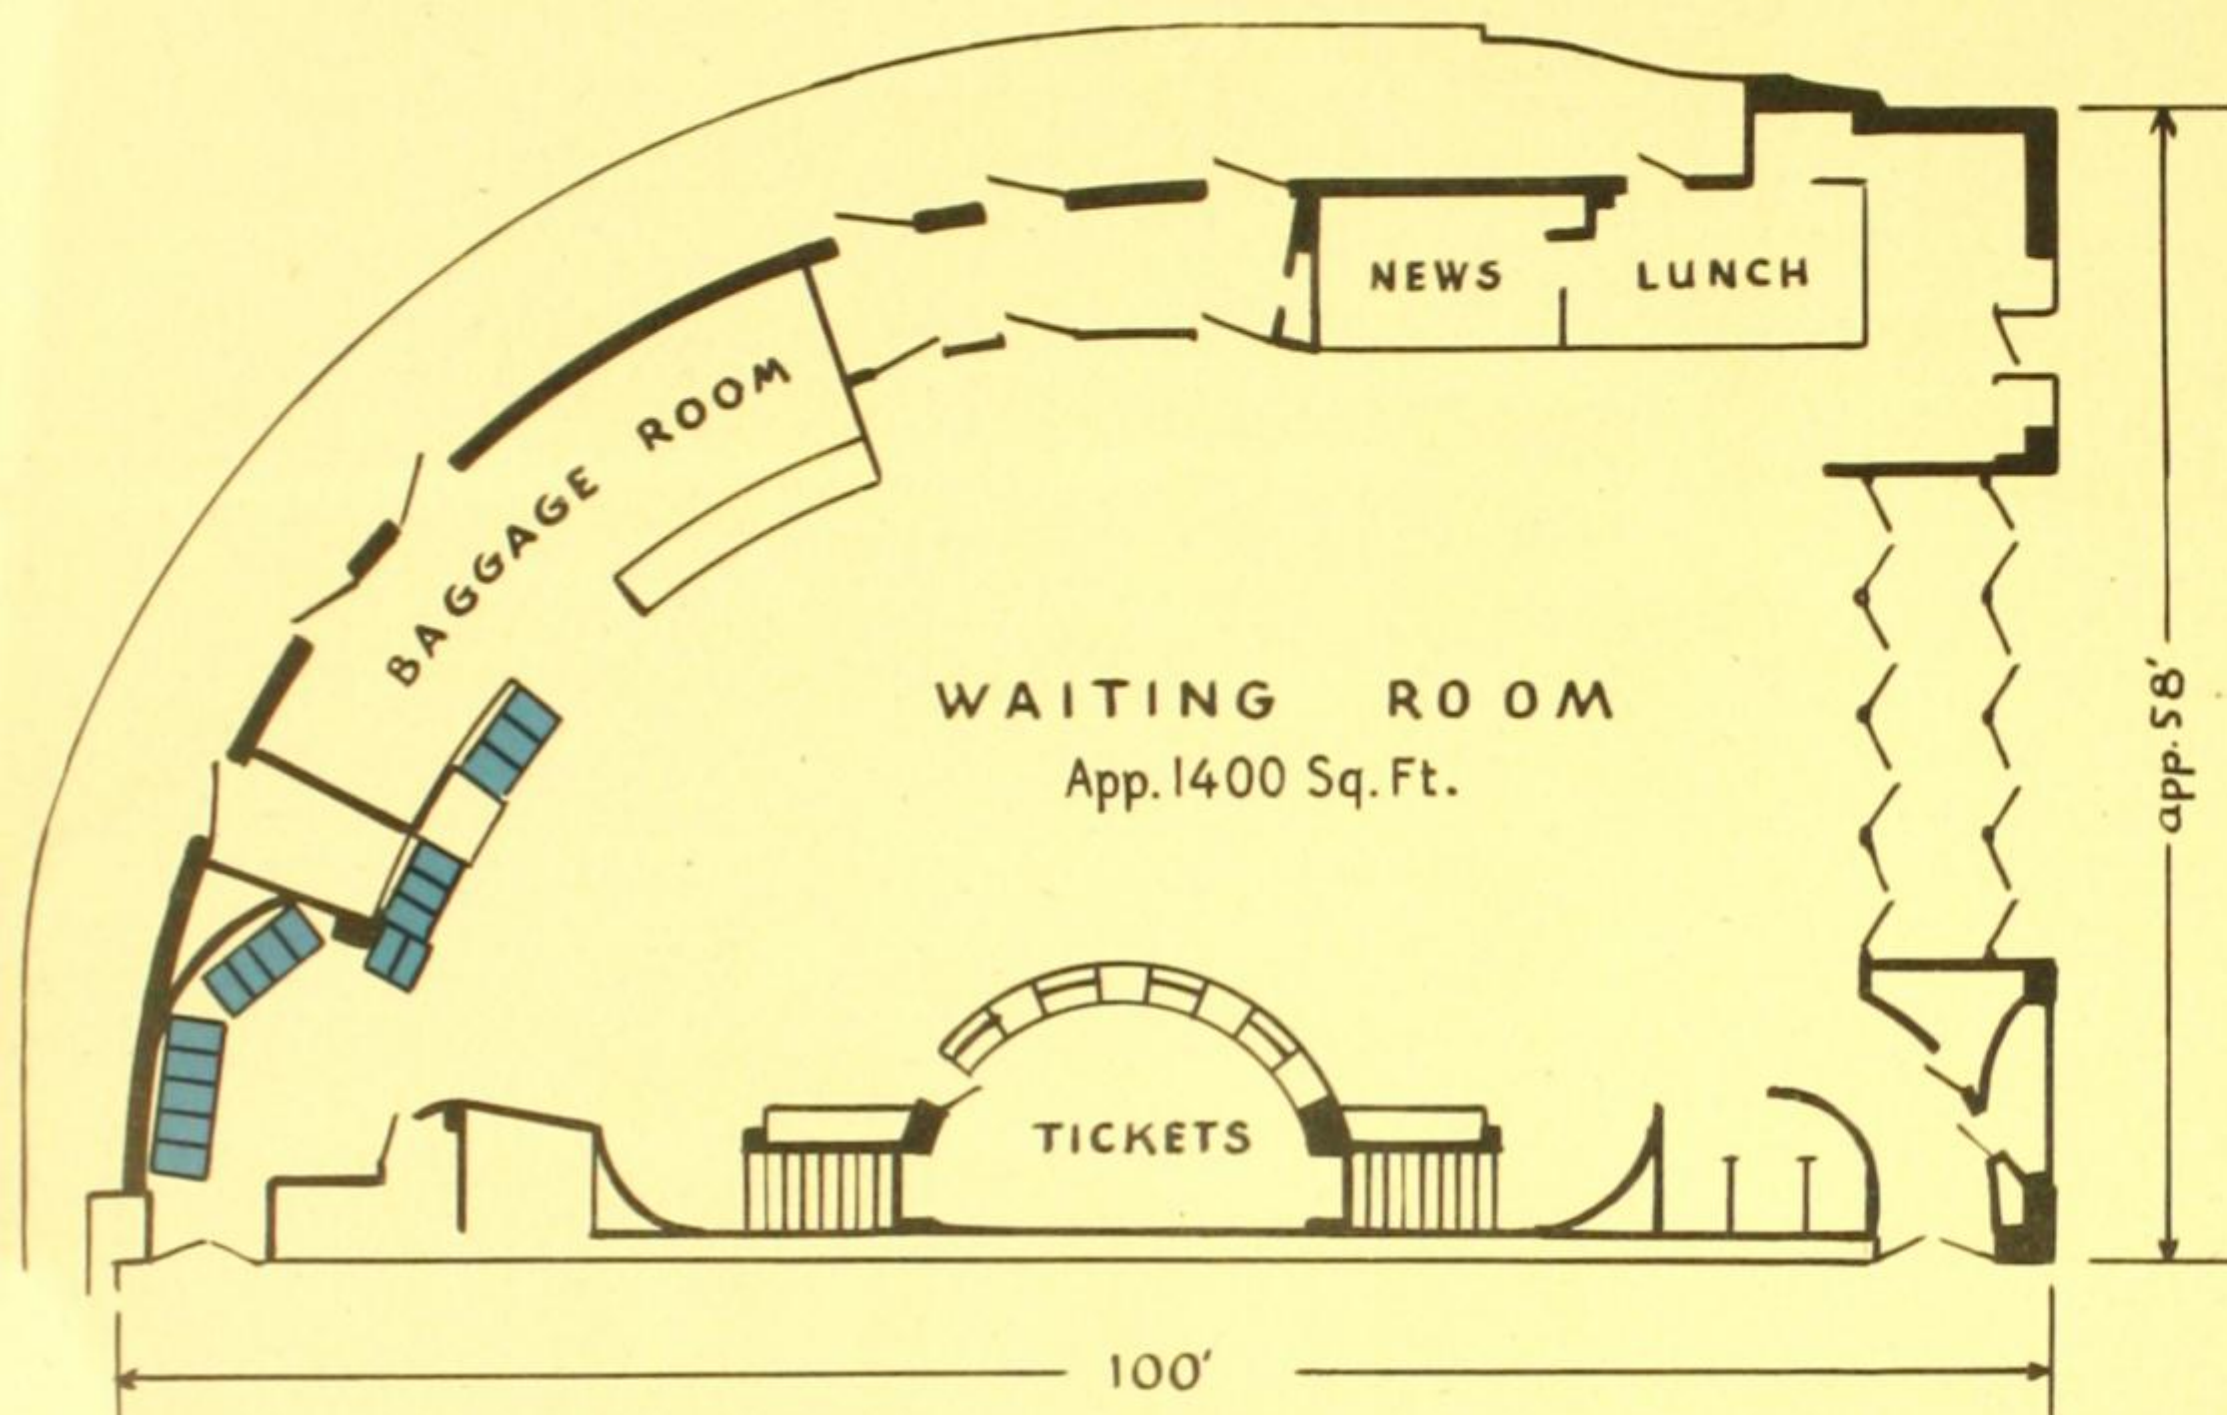 NEWS
LUNCH
BAGGAGE ROOM
WAITING ROOM
App. 1400 Sq. Ft.
app. 58'
TICKETS
100'